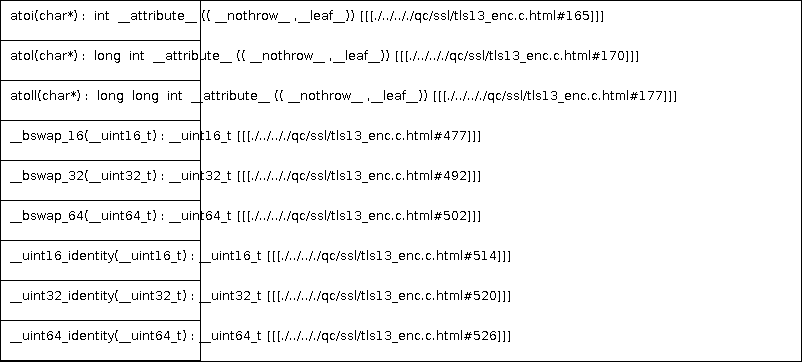 atoi(char*) : int __attribute__ (( __nothrow__ ,__leaf__)) [[[./../.././qc/ssl/tls13_enc.c.html#165]]]
atol(char*) : long int __attribute__ (( __nothrow__ ,__leaf__)) [[[./../.././qc/ssl/tls13_enc.c.html#170]]]
atoll(char*) : long long int __attribute__ (( __nothrow__ ,__leaf__)) [[[./../.././qc/ssl/tls13_enc.c.html#177]]]
__bswap_16(__uint16_t) : __uint16_t [[[./../.././qc/ssl/tls13_enc.c.html#477]]]
__bswap_32(__uint32_t) : __uint32_t [[[./../.././qc/ssl/tls13_enc.c.html#492]]]
__bswap_64(__uint64_t) : __uint64_t [[[./../.././qc/ssl/tls13_enc.c.html#502]]]
__uint16_identity(__uint16_t) : __uint16_t [[[./../.././qc/ssl/tls13_enc.c.html#514]]]
__uint32_identity(__uint32_t) : __uint32_t [[[./../.././qc/ssl/tls13_enc.c.html#520]]]
__uint64_identity(__uint64_t) : __uint64_t [[[./../.././qc/ssl/tls13_enc.c.html#526]]]